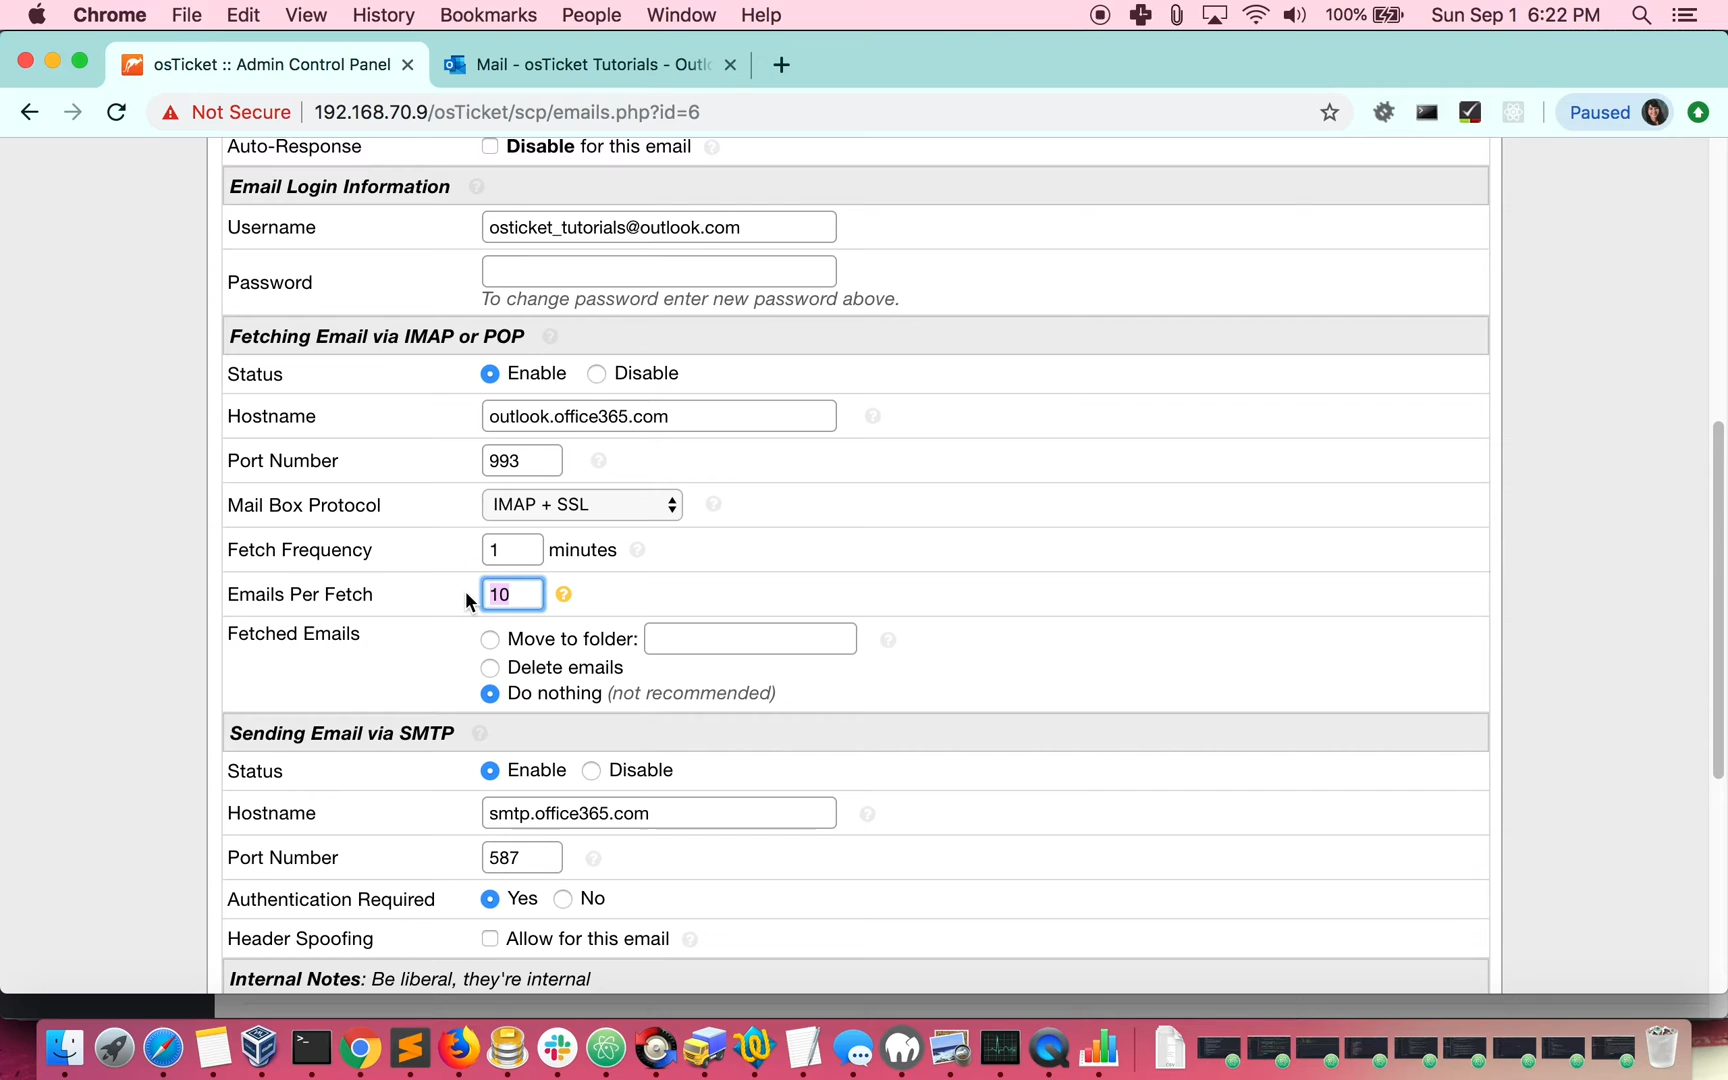 Chrome File Edit View History Bookmarks People Window Help 100% Sun Sep 1 6:22 PM
osTicket :: Admin Control Panel Mail - osTicket Tutorials - Outl
Not Secure 192.168.70.9/osTicket/scp/emails.php?id=6 Paused
Auto-Response Disable for this email ?
Email Login Information ?
Username osticket_tutorials@outlook.com
Password
To change password enter new password above.
Fetching Email via IMAP or POP ?
Status Enable Disable
Hostname outlook.office365.com ?
Port Number 993 ?
Mail Box Protocol IMAP + SSL ?
Fetch Frequency 1 minutes ?
Emails Per Fetch 10 ?
Fetched Emails Move to folder: ?
Delete emails
Do nothing (not recommended)
Sending Email via SMTP ?
Status Enable Disable
Hostname smtp.office365.com ?
Port Number 587 ?
Authentication Required Yes No
Header Spoofing Allow for this email ?
Internal Notes: Be liberal, they're internal